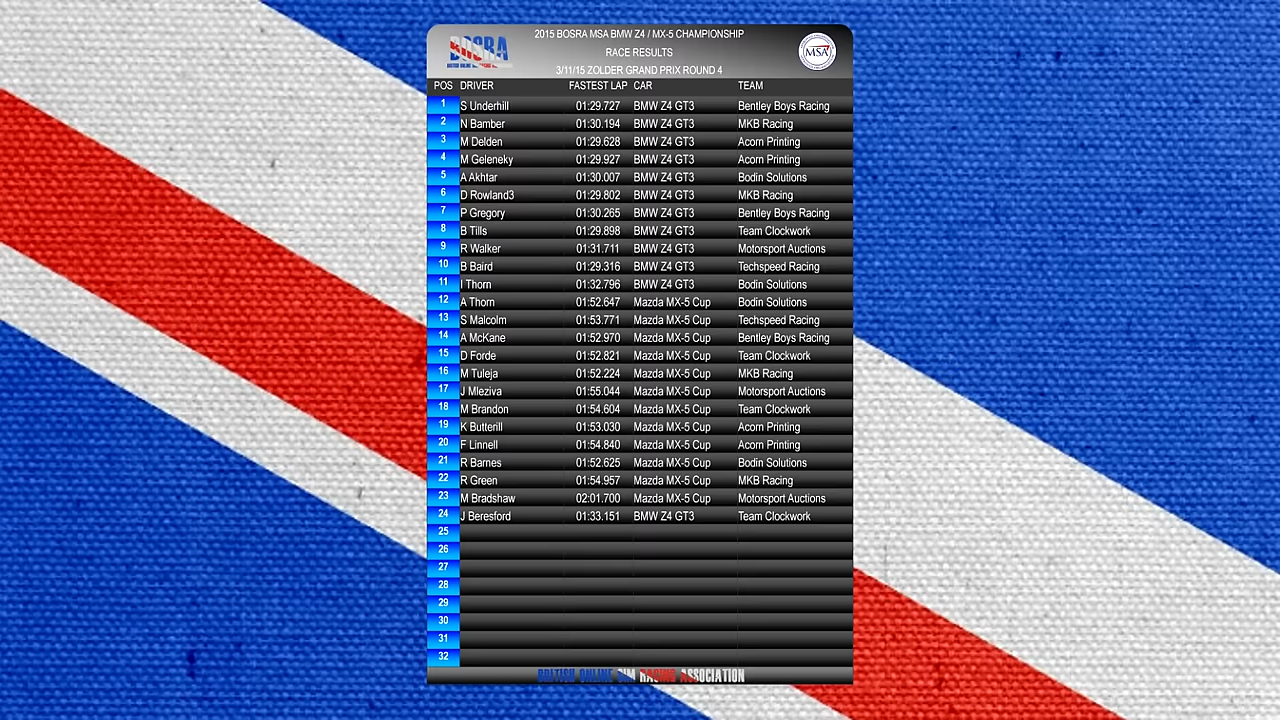 BOSRA
2015 BOSRA MSA BMW Z4 / MX-5 CHAMPIONSHIP
RACE RESULTS
3/11/15 ZOLDER GRAND PRIX ROUND 4
MSA
POS DRIVER FASTEST LAP CAR TEAM
1 S Underhill 01:29.727 BMW Z4 GT3 Bentley Boys Racing
2 N Bamber 01:30.194 BMW Z4 GT3 MKB Racing
3 M Delden 01:29.628 BMW Z4 GT3 Acorn Printing
4 M Geleneky 01:29.927 BMW Z4 GT3 Acorn Printing
5 A Akhtar 01:30.007 BMW Z4 GT3 Bodin Solutions
6 D Rowland3 01:29.802 BMW Z4 GT3 MKB Racing
7 P Gregory 01:30.265 BMW Z4 GT3 Bentley Boys Racing
8 B Tills 01:29.898 BMW Z4 GT3 Team Clockwork
9 R Walker 01:31.711 BMW Z4 GT3 Motorsport Auctions
10 B Baird 01:29.316 BMW Z4 GT3 Techspeed Racing
11 I Thorn 01:32.796 BMW Z4 GT3 Bodin Solutions
12 A Thorn 01:52.647 Mazda MX-5 Cup Bodin Solutions
13 S Malcolm 01:53.771 Mazda MX-5 Cup Techspeed Racing
14 A McKane 01:52.970 Mazda MX-5 Cup Bentley Boys Racing
15 D Forde 01:52.821 Mazda MX-5 Cup Team Clockwork
16 M Tuleja 01:52.224 Mazda MX-5 Cup MKB Racing
17 J Mleziva 01:55.044 Mazda MX-5 Cup Motorsport Auctions
18 M Brandon 01:54.604 Mazda MX-5 Cup Team Clockwork
19 K Butterill 01:53.030 Mazda MX-5 Cup Acorn Printing
20 F Linnell 01:54.840 Mazda MX-5 Cup Acorn Printing
21 R Barnes 01:52.625 Mazda MX-5 Cup Bodin Solutions
22 R Green 01:54.957 Mazda MX-5 Cup MKB Racing
23 M Bradshaw 02:01.700 Mazda MX-5 Cup Motorsport Auctions
24 J Beresford 01:33.151 BMW Z4 GT3 Team Clockwork
25
26
27
28
29
30
31
32
BRITISH ONLINE SIM RACING ASSOCIATION